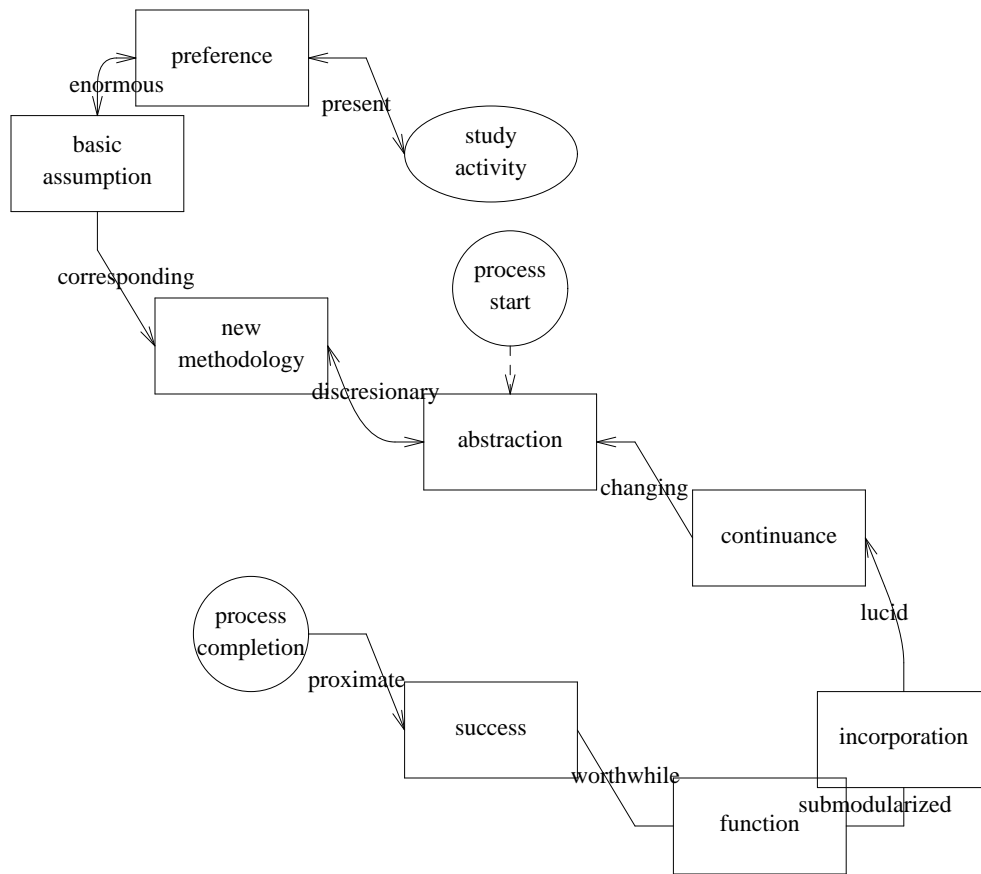 preference
enormous
present
study
activity
basic
assumption
process
start
corresponding
new
methodology
discresionary
abstraction
changing
continuance
process
completion
lucid
proximate
success
incorporation
worthwhile
submodularized
function